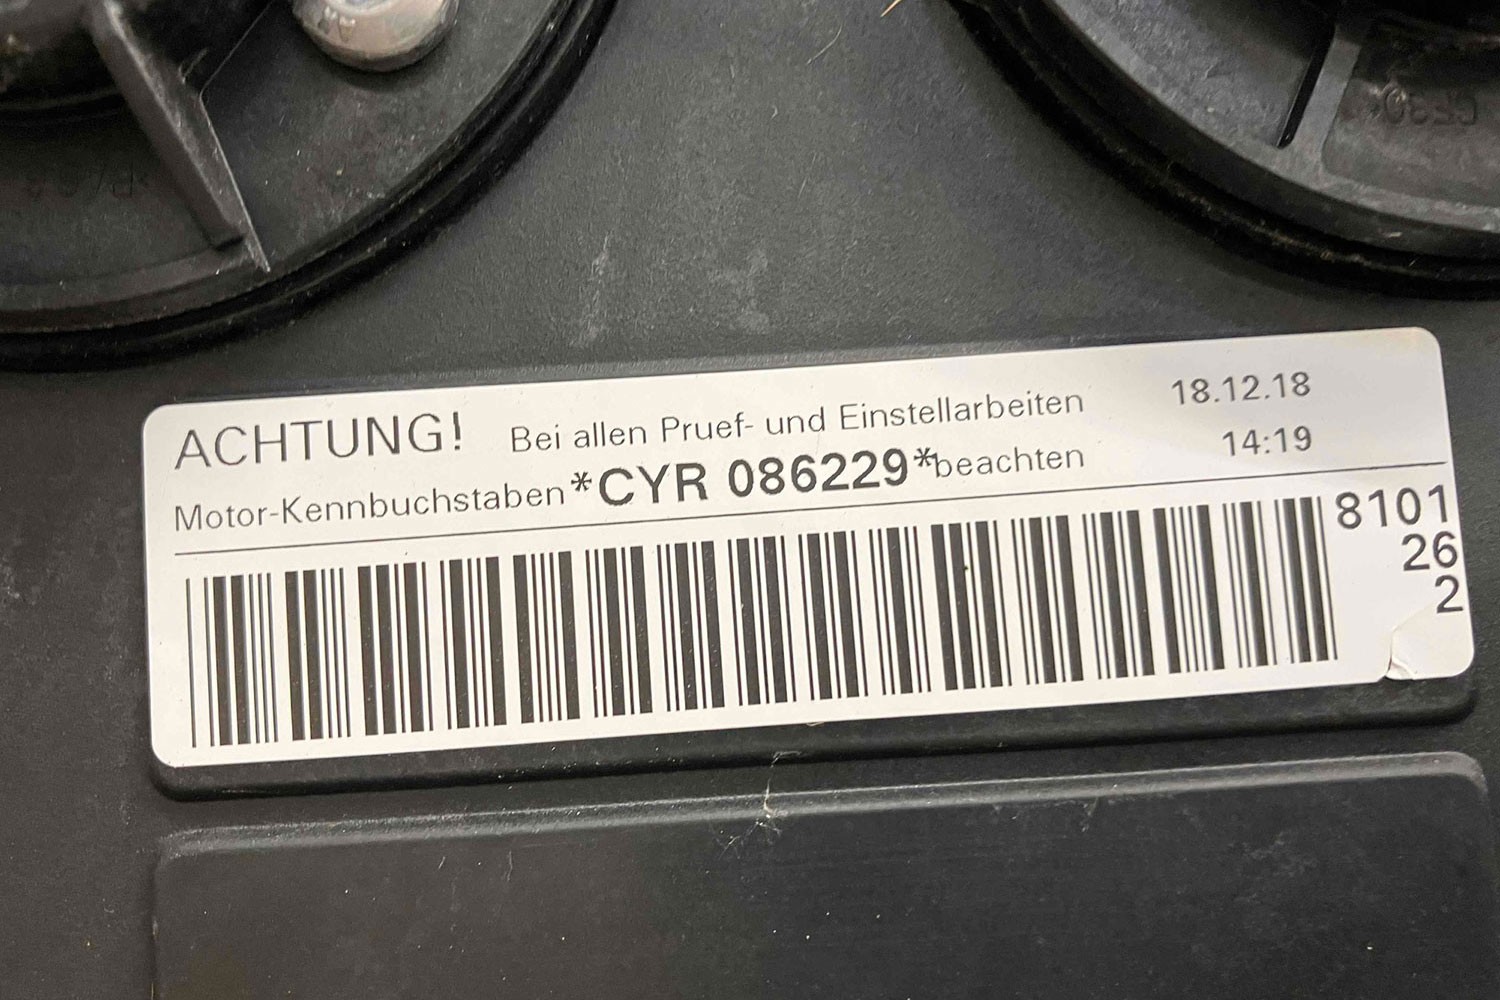 ACHTUNG! Bei allen Pruef- und Einstellarbeiten 18.12.18
Motor-Kennbuchstaben *CYR 086229* beachten 14:19
8101
26
2